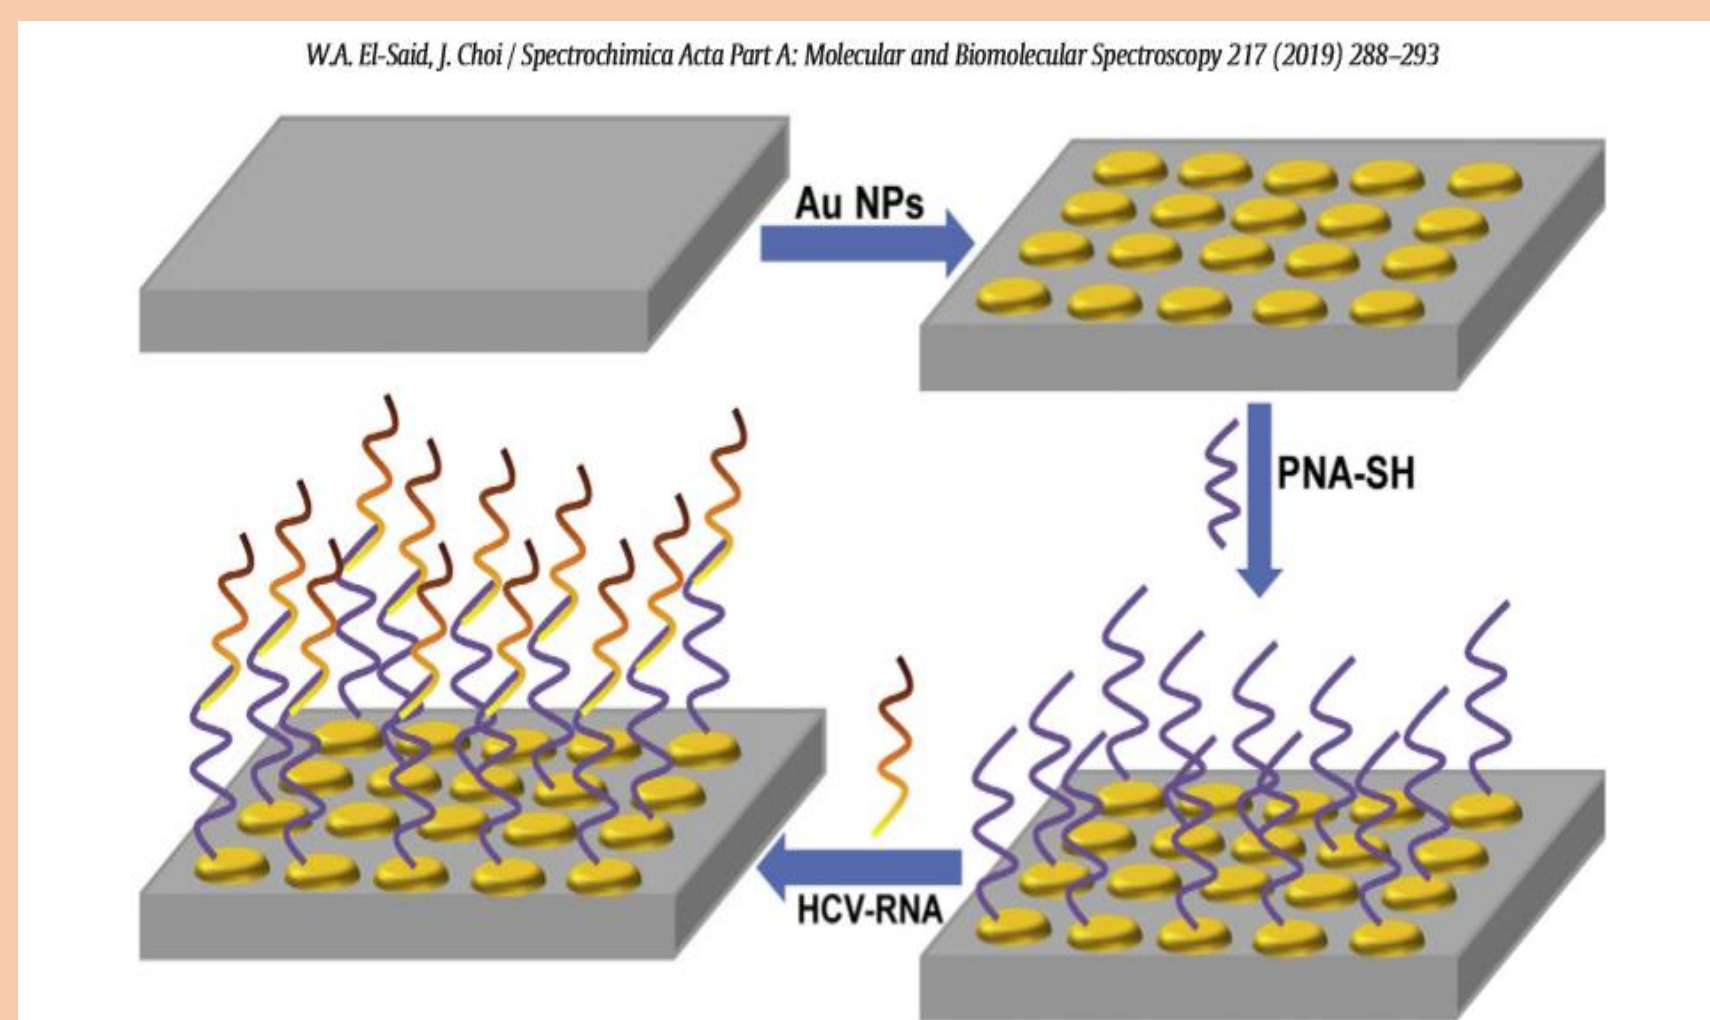 W.A. El-Said, J. Choi / Spectrochimica Acta Part A: Molecular and Biomolecular Spectroscopy 217 (2019) 288–293
Au NPs
PNA-SH
HCV-RNA